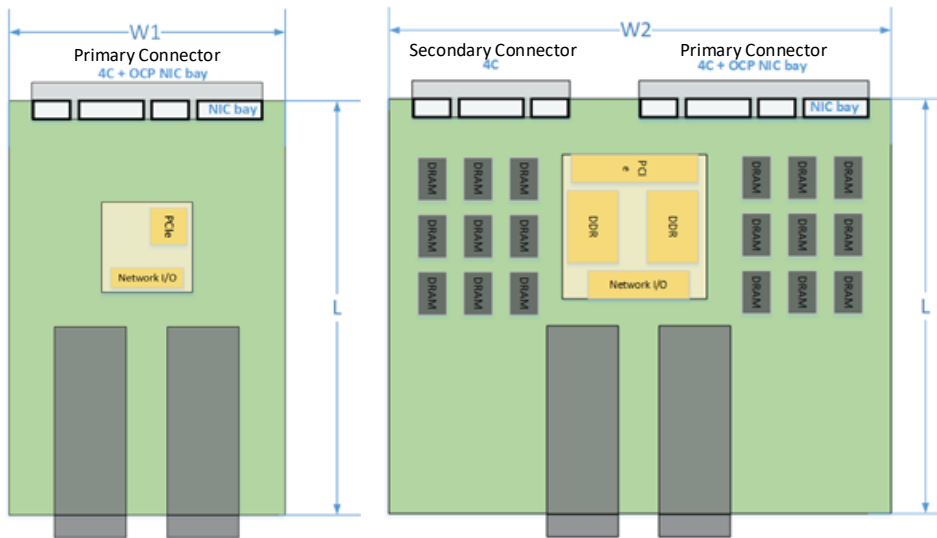 W1
Primary Connector
4C + OCP NIC bay
NIC bay
PCIe
Network I/O
L
W2
Secondary Connector
4C
Primary Connector
4C + OCP NIC bay
NIC bay
DRAM DRAM DRAM
DRAM DRAM DRAM
DRAM DRAM DRAM
PCI
e
DDR DDR
Network I/O
DRAM DRAM DRAM
DRAM DRAM DRAM
DRAM DRAM DRAM
L